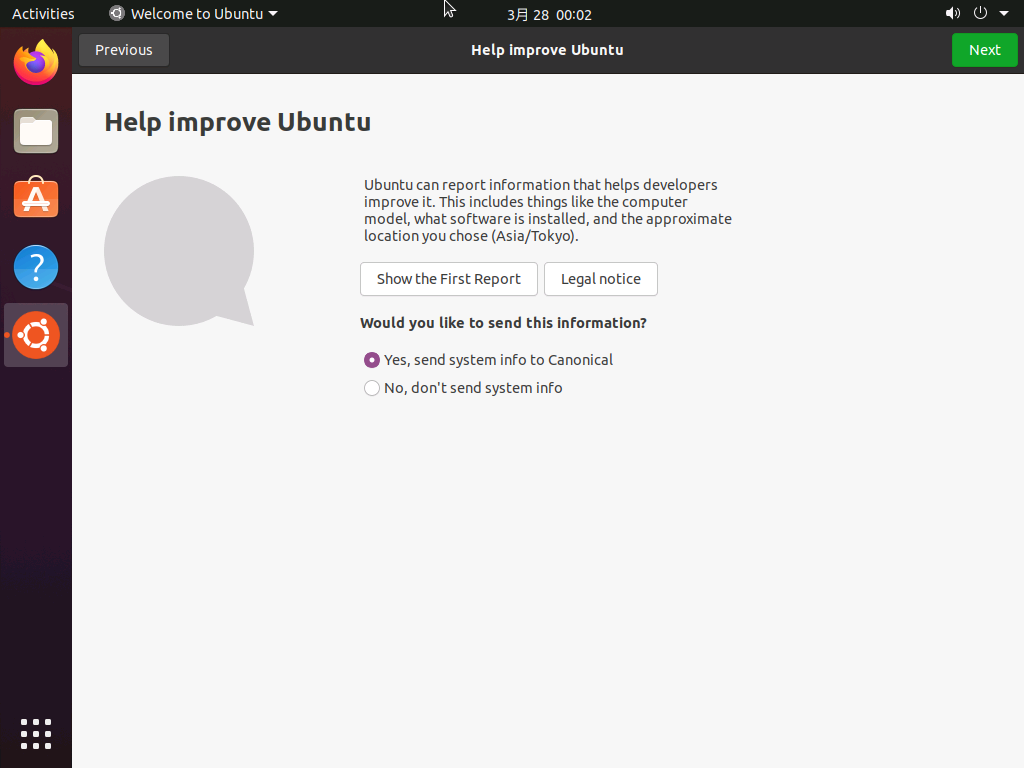 Activities
Welcome to Ubuntu
3月 28 00:02
Previous
Help improve Ubuntu
Next
Help improve Ubuntu
Ubuntu can report information that helps developers
improve it. This includes things like the computer
model, what software is installed, and the approximate
location you chose (Asia/Tokyo).
Show the First Report
Legal notice
Would you like to send this information?
Yes, send system info to Canonical
No, don't send system info